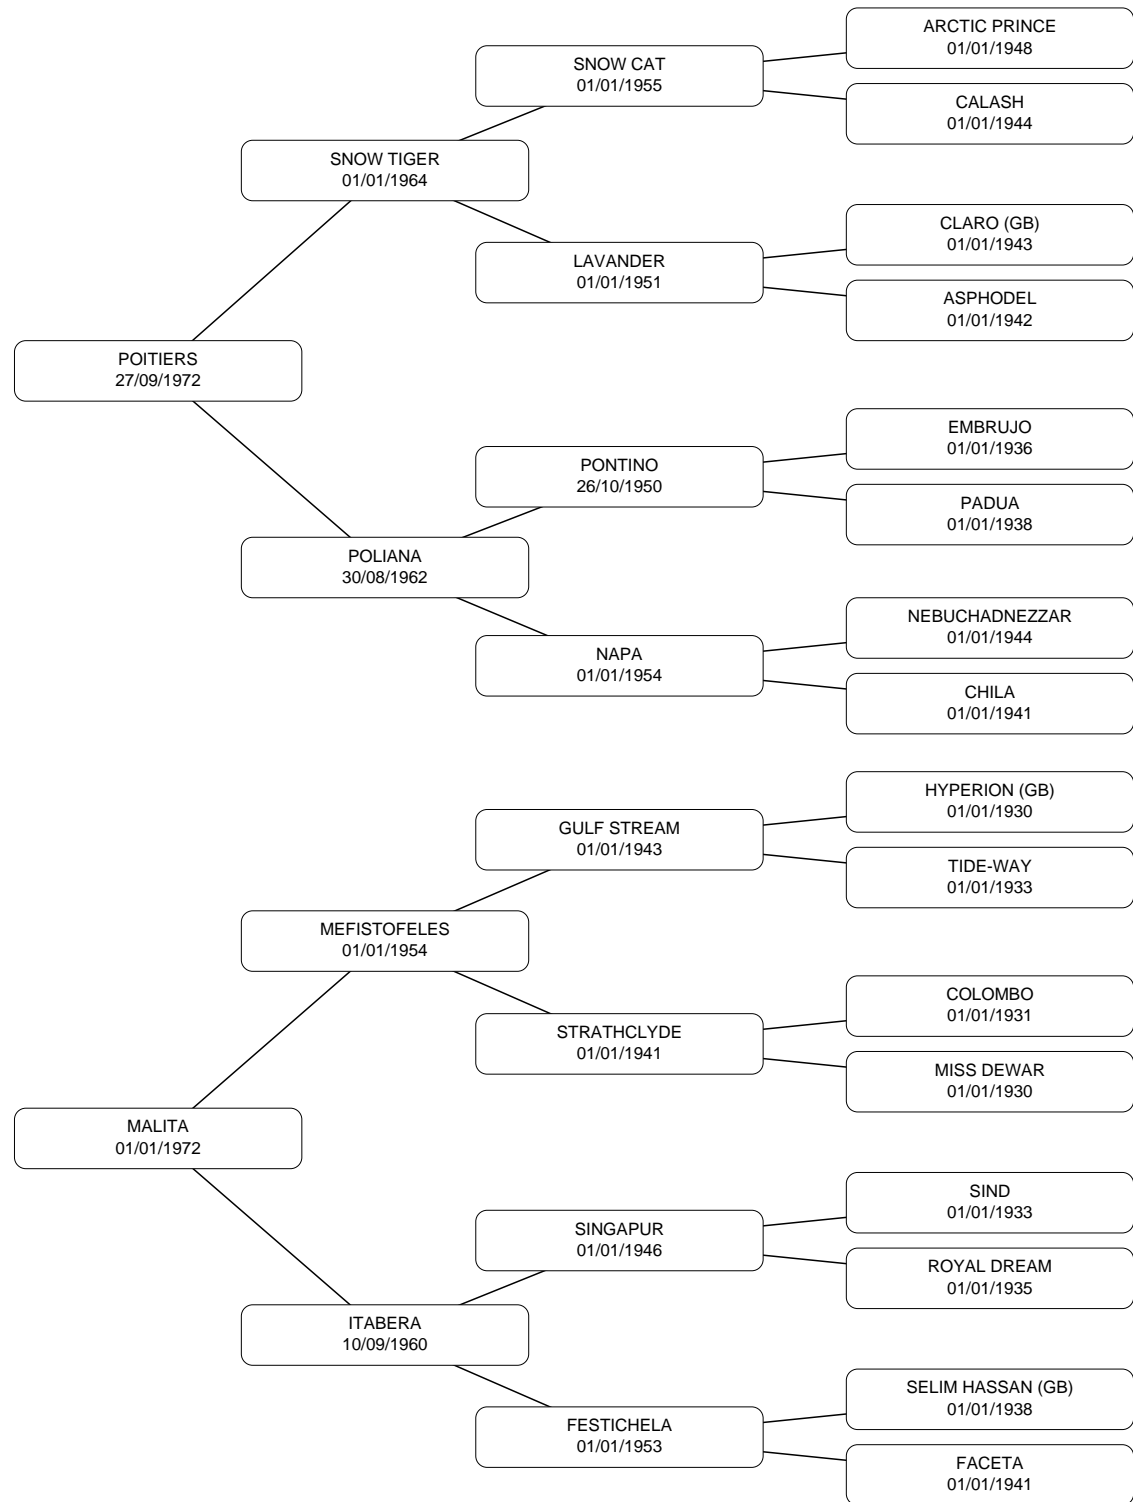 ARCTIC PRINCE
01/01/1948
SNOW CAT
01/01/1955
CALASH
01/01/1944
SNOW TIGER
01/01/1964
CLARO (GB)
01/01/1943
LAVANDER
01/01/1951
ASPHODEL
01/01/1942
POITIERS
27/09/1972
EMBRUJO
01/01/1936
PONTINO
26/10/1950
PADUA
01/01/1938
POLIANA
30/08/1962
NEBUCHADNEZZAR
01/01/1944
NAPA
01/01/1954
CHILA
01/01/1941
HYPERION (GB)
01/01/1930
GULF STREAM
01/01/1943
TIDE-WAY
01/01/1933
MEFISTOFELES
01/01/1954
COLOMBO
01/01/1931
STRATHCLYDE
01/01/1941
MISS DEWAR
01/01/1930
MALITA
01/01/1972
SIND
01/01/1933
SINGAPUR
01/01/1946
ROYAL DREAM
01/01/1935
ITABERA
10/09/1960
SELIM HASSAN (GB)
01/01/1938
FESTICHELA
01/01/1953
FACETA
01/01/1941